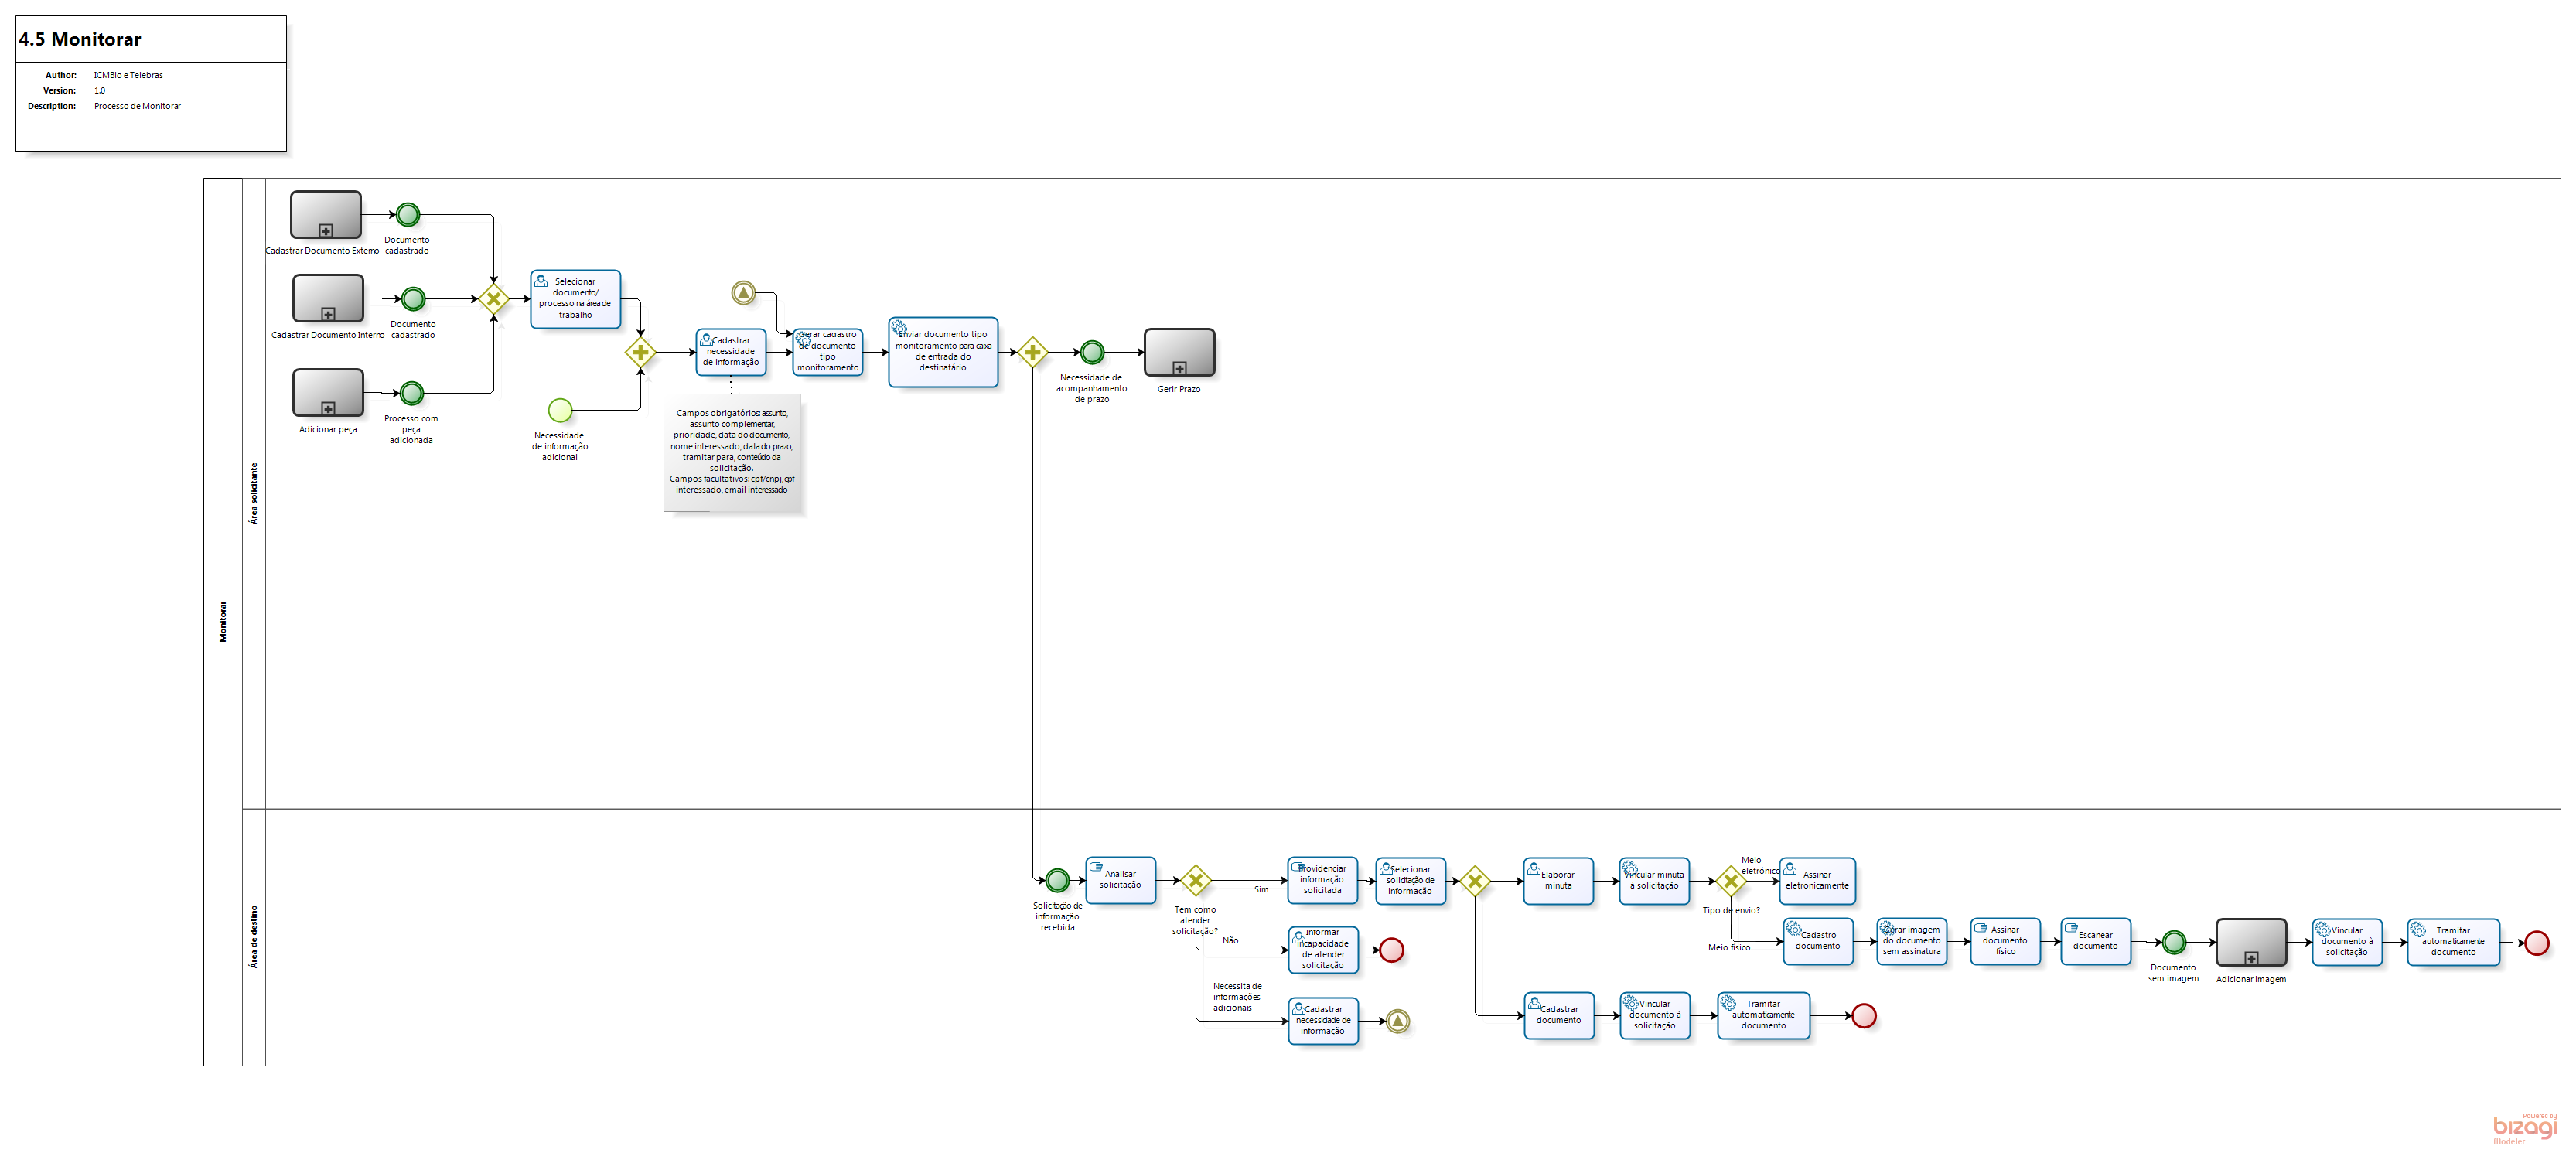 4.5 Monitorar
Author: ICMBio e Telebras
Version: 1.0
Description: Processo de Monitorar
Monitorar
Área solicitante
Cadastrar Documento Externo
Documento
cadastrado
Cadastrar Documento Interno
Documento
cadastrado
Adicionar peça
Processo com
peça
adicionada
Selecionar
documento/
processo na área de
trabalho
Necessidade
de informação
adicional
Cadastrar
necessidade
de informação
Campos obrigatórios: assunto,
assunto complementar,
prioridade, data do documento,
nome interessado, data do prazo,
tramitar para, conteúdo da
solicitação.
Campos facultativos: cpf/cnpj, cpf
interessado, email interessado
Gerar cadastro
de documento
tipo
monitoramento
Enviar documento tipo
monitoramento para caixa
de entrada do
destinatário
Necessidade de
acompanhamento
de prazo
Gerir Prazo
Área de destino
Solicitação de
informação
recebida
Analisar
solicitação
Tem como
atender
solicitação?
Sim
Não
Necessita de
informações
adicionais
Providenciar
informação
solicitada
Selecionar
solicitação de
informação
Informar
incapacidade
de atender
solicitação
Cadastrar
necessidade de
informação
Elaborar
minuta
Vincular minuta
à solicitação
Tipo de envio?
Meio
eletrônico
Assinar
eletronicamente
Meio físico
Cadastro
documento
Gerar imagem
do documento
sem assinatura
Assinar
documento
físico
Escanear
documento
Documento
sem imagem
Adicionar imagem
Vincular
documento à
solicitação
Tramitar
automaticamente
documento
Cadastrar
documento
Vincular
documento à
solicitação
Tramitar
automaticamente
documento
Powered by
bizagi
Modeler